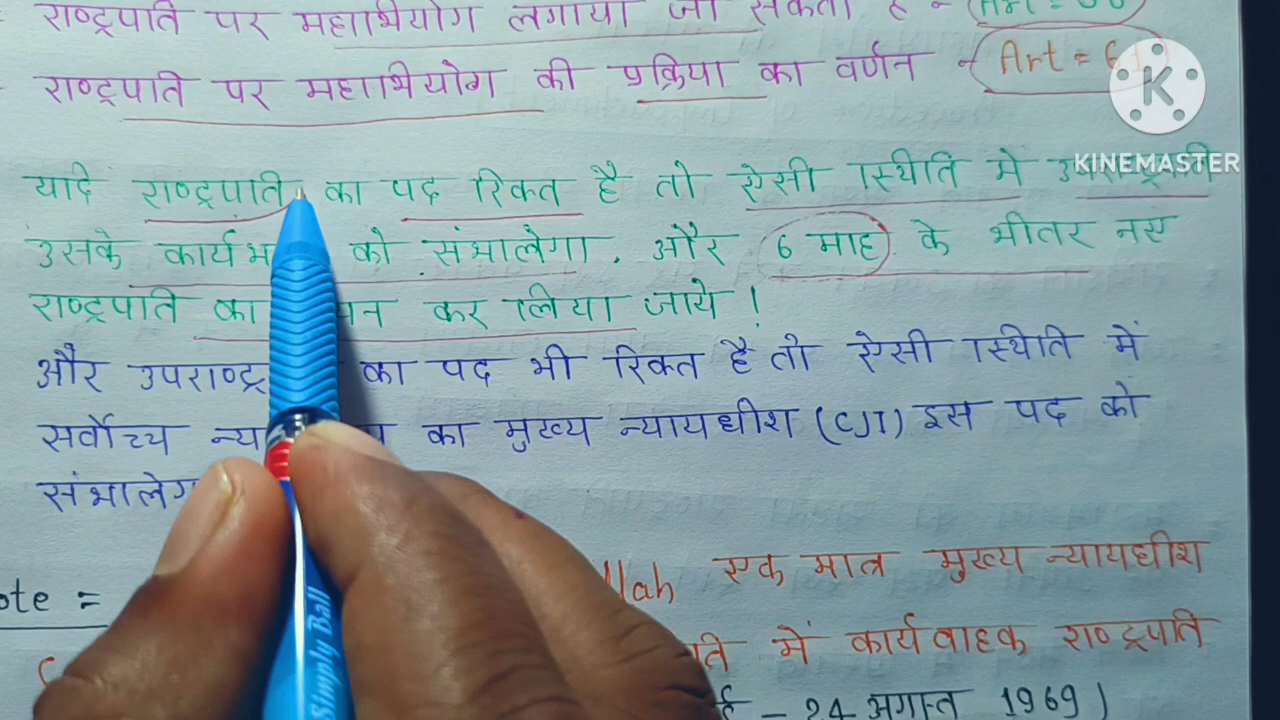 राष्ट्रपति पर महाभियोग लगाया जा सकता है -
राष्ट्रपति पर महाभियोग की प्रक्रिया का वर्णन - Art = 61
KINEMASTER
यदि राष्ट्रपति का पद रिक्त है तो ऐसी स्थिति मे
उसके कार्यभ को संभालेगा. और 6 माह के भीतर नए
राष्ट्रपति का कर लिया जाये !
और उपराष्ट्र का पद भी रिक्त है तो ऐसी स्थिति में
सर्वोच्च का मुख्य न्यायधीश (CJI) इस पद को
संभालेग
ote = llah एक मात्र मुख्य न्यायधीश
ति में कार्यवाहक राष्ट्रपति
- 24 अगस्त 1969)